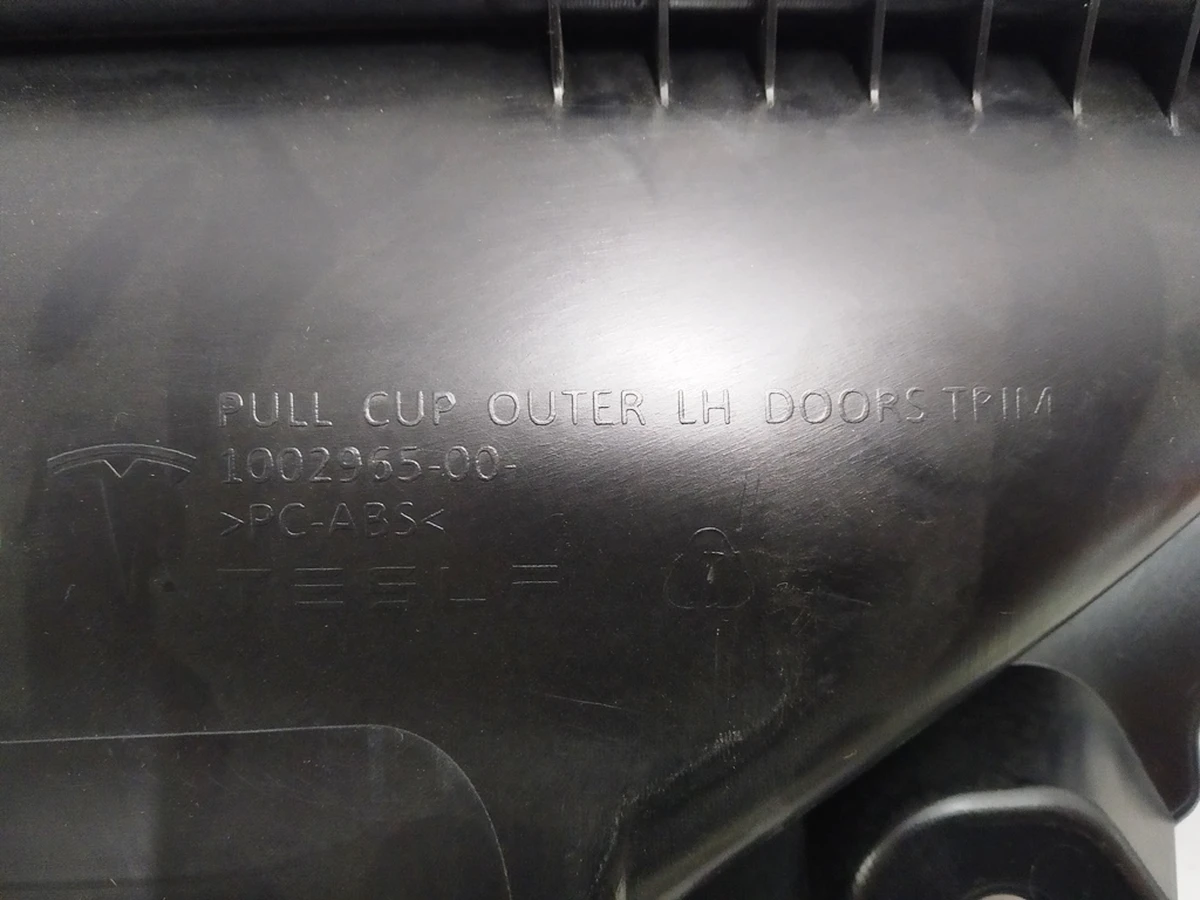 PULL CUP OUTER LH DOORS TRIM
1002965-00-
>PC-ABS<
TESLA